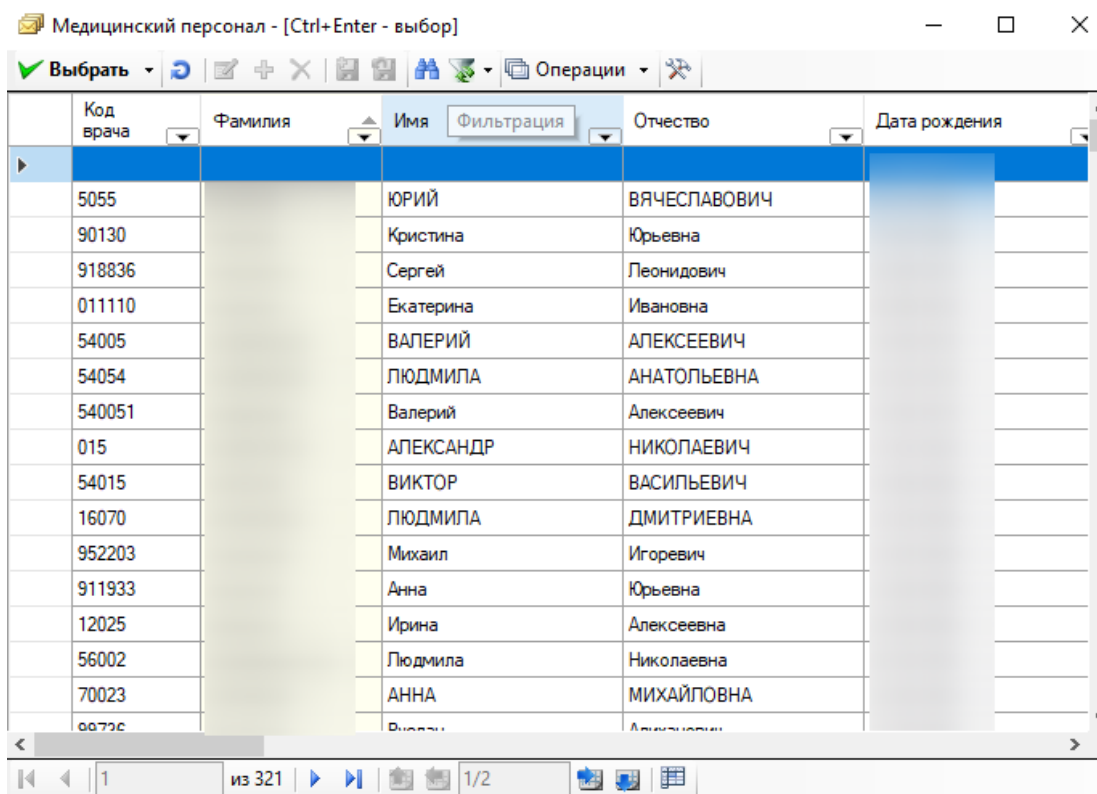 Медицинский персонал - [Ctrl+Enter - выбор]
Выбрать Операции
Код врача Фамилия Имя Фильтрация Отчество Дата рождения
5055 ЮРИЙ ВЯЧЕСЛАВОВИЧ
90130 Кристина Юрьевна
918836 Сергей Леонидович
011110 Екатерина Ивановна
54005 ВАЛЕРИЙ АЛЕКСЕЕВИЧ
54054 ЛЮДМИЛА АНАТОЛЬЕВНА
540051 Валерий Алексеевич
015 АЛЕКСАНДР НИКОЛАЕВИЧ
54015 ВИКТОР ВАСИЛЬЕВИЧ
16070 ЛЮДМИЛА ДМИТРИЕВНА
952203 Михаил Игоревич
911933 Анна Юрьевна
12025 Ирина Алексеевна
56002 Людмила Николаевна
70023 АННА МИХАЙЛОВНА
1 из 321 1/2